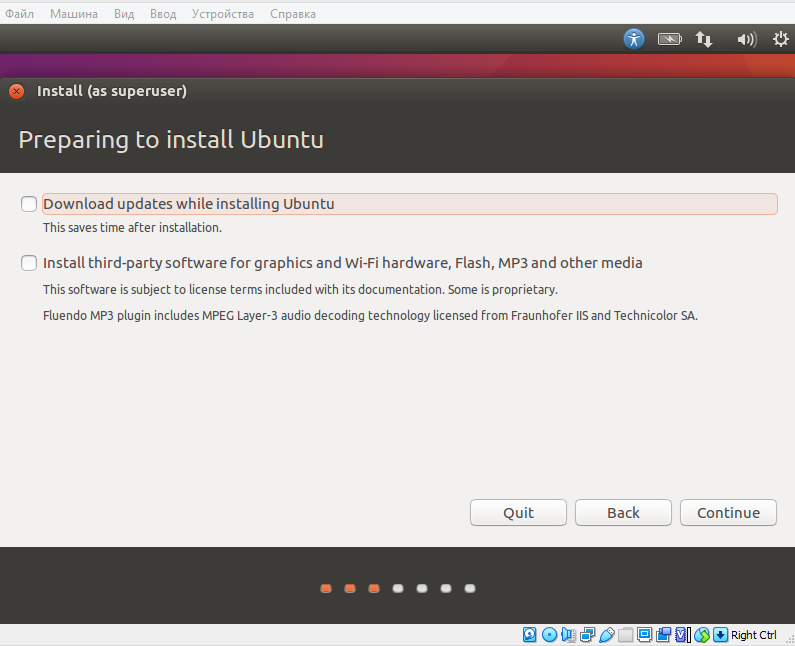 Файл Машина Вид Ввод Устройства Справка
Install (as superuser)
Preparing to install Ubuntu
Download updates while installing Ubuntu
This saves time after installation.
Install third-party software for graphics and Wi-Fi hardware, Flash, MP3 and other media
This software is subject to license terms included with its documentation. Some is proprietary.
Fluendo MP3 plugin includes MPEG Layer-3 audio decoding technology licensed from Fraunhofer IIS and Technicolor SA.
Quit Back Continue
Right Ctrl